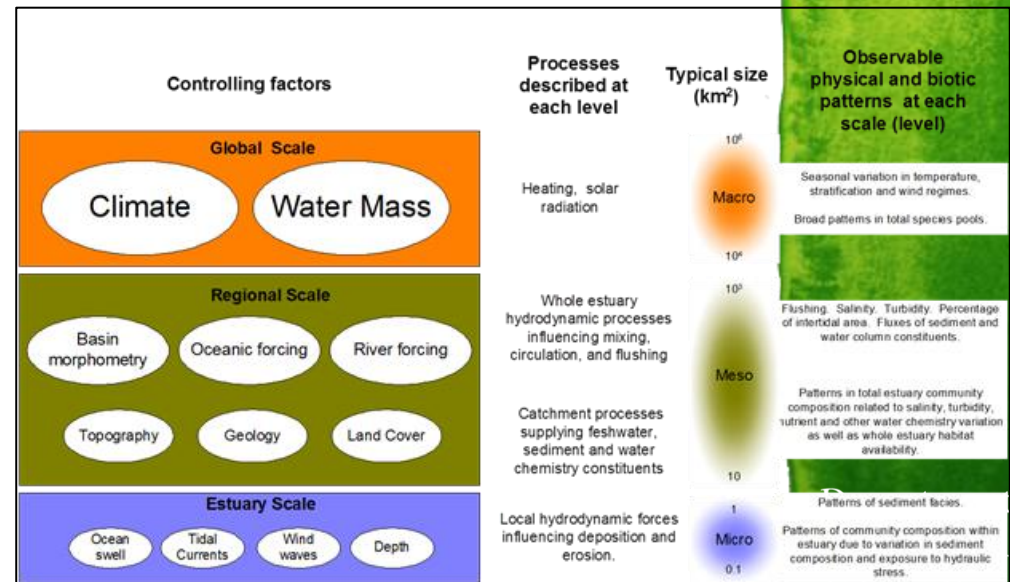 Controlling factors
Processes
described at
each level
Typical size
(km²)
Observable
physical and biotic
patterns at each
scale (level)
Global Scale
Climate
Water Mass
Heating, solar
radiation
10⁶
Macro
10⁴
Seasonal variation in temperature,
stratification and wind regimes.
Broad patterns in total species pools.
Regional Scale
Basin
morphometry
Oceanic forcing
River forcing
Topography
Geology
Land Cover
Whole estuary
hydrodynamic processes
influencing mixing,
circulation, and flushing
Catchment processes
supplying feshwater,
sediment and water
chemistry constituents
10³
Meso
10
Flushing. Salinity. Turbidity. Percentage
of intertidal area. Fluxes of sediment and
water column constituents.
Patterns in total estuary community
composition related to salinity, turbidity,
nutrient and other water chemistry variation
as well as whole estuary habitat
availability.
Estuary Scale
Ocean
swell
Tidal
Currents
Wind
waves
Depth
Local hydrodynamic forces
influencing deposition and
erosion.
1
Micro
0.1
Patterns of sediment facies.
Patterns of community composition within
estuary due to variation in sediment
composition and exposure to hydraulic
stress.